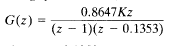 G(z) = 0.8647Kz / (z − 1)(z − 0.1353)